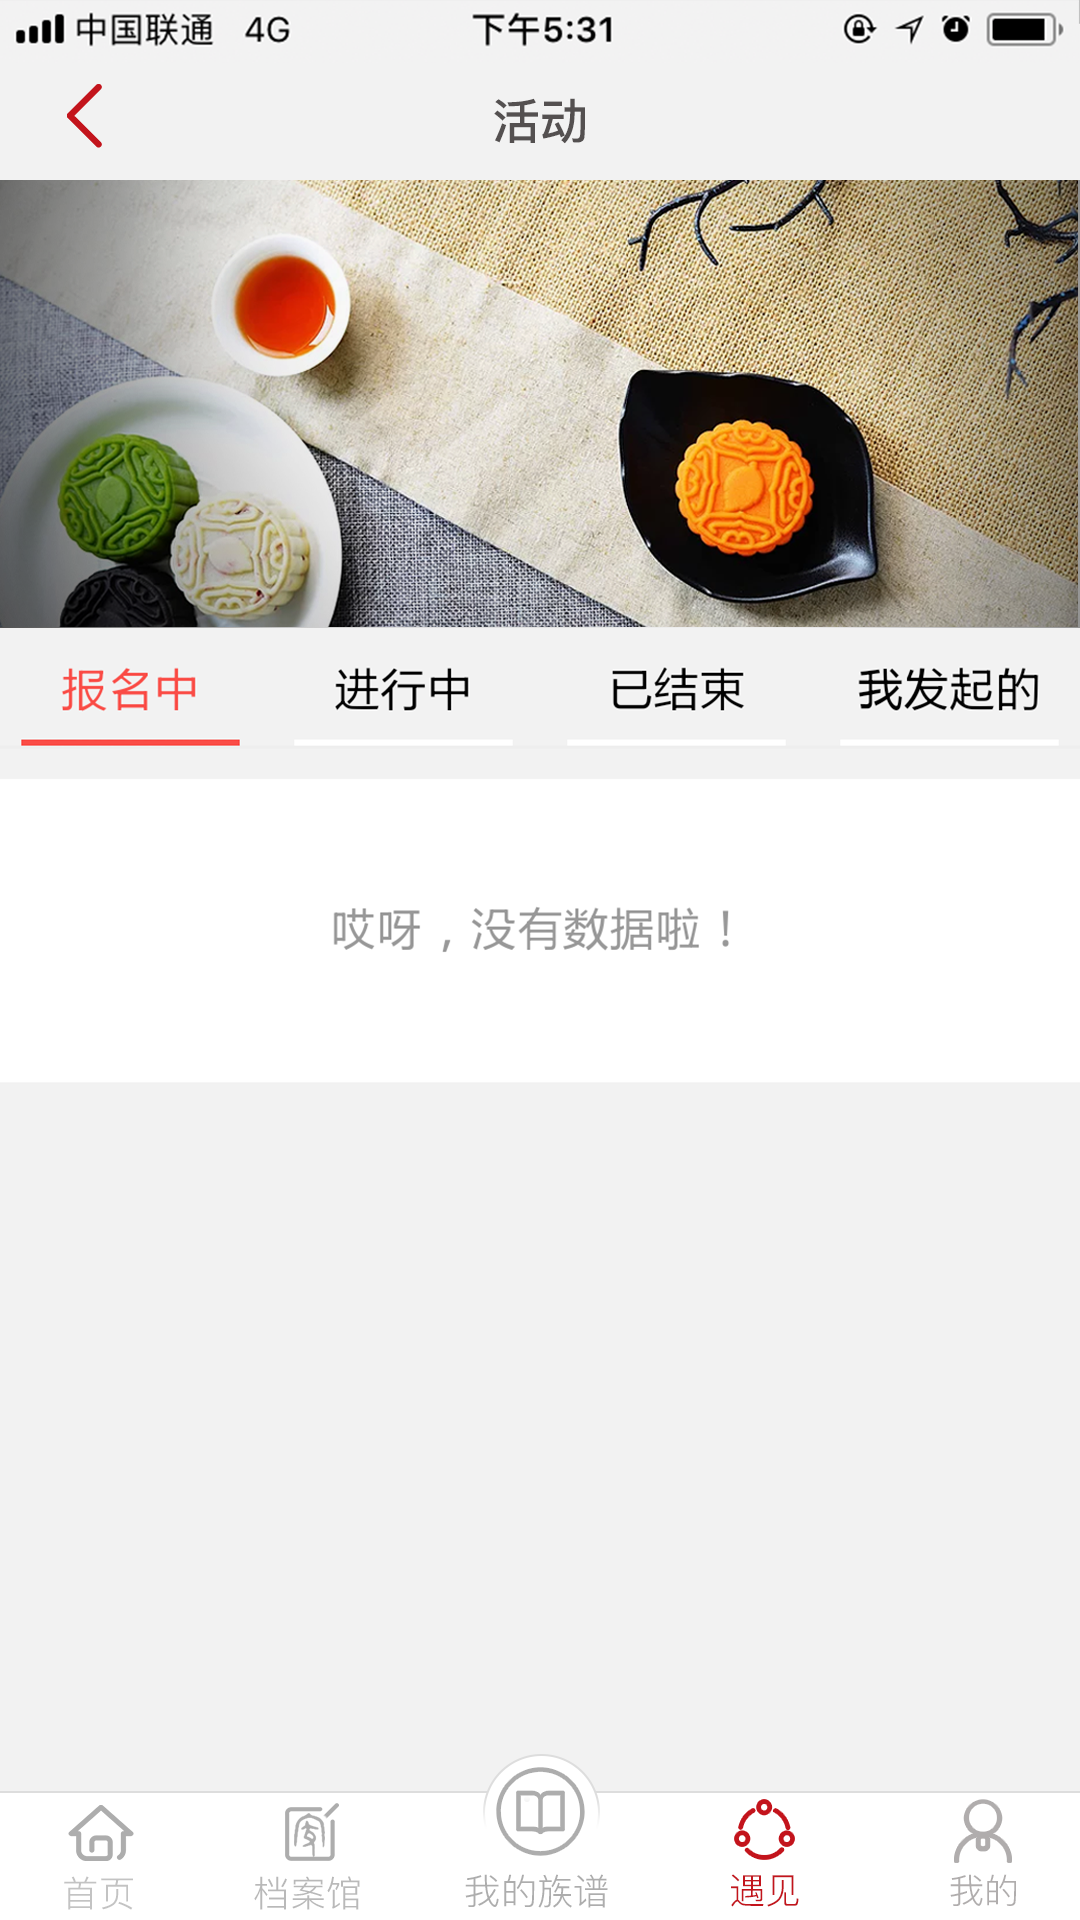 中国联通 4G 下午5:31
活动
报名中 进行中 已结束 我发起的
哎呀，没有数据啦！
首页 档案馆 我的族谱 遇见 我的